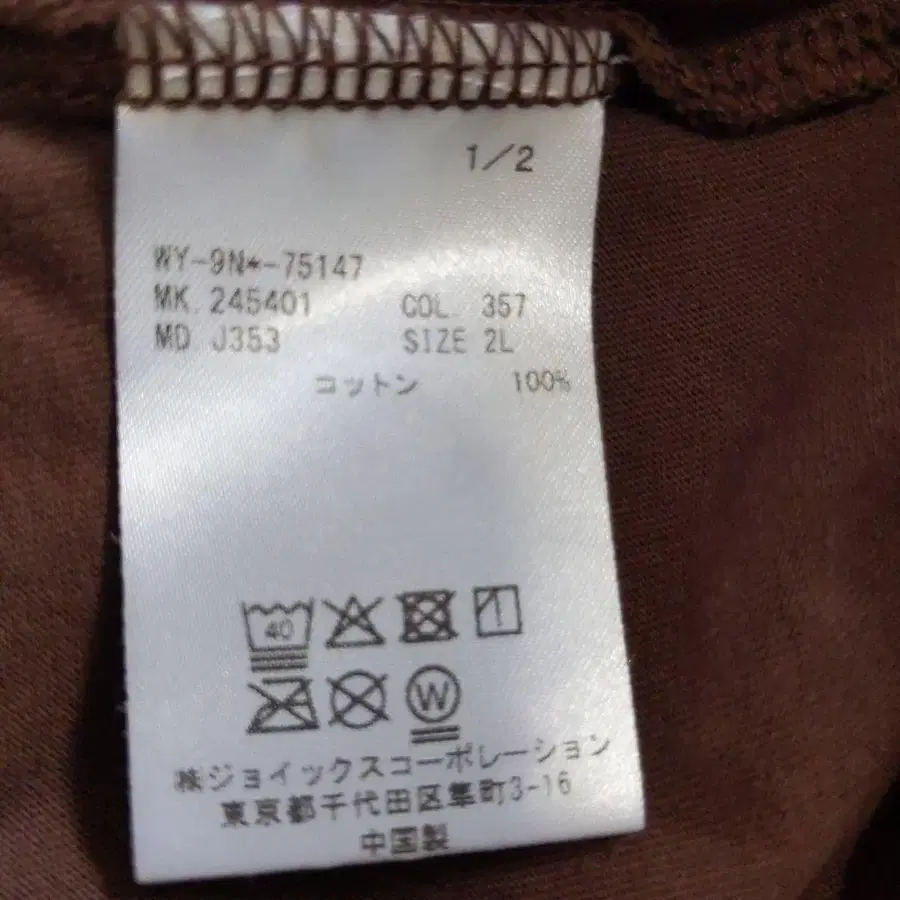 1/2
WY-9N*-75147
MK. 245401 COL. 357
MD. J353 SIZE 2L
コットン 100%
40
W
㈱ジョイックスコーポレーション
東京都千代田区隼町3-16
中国製